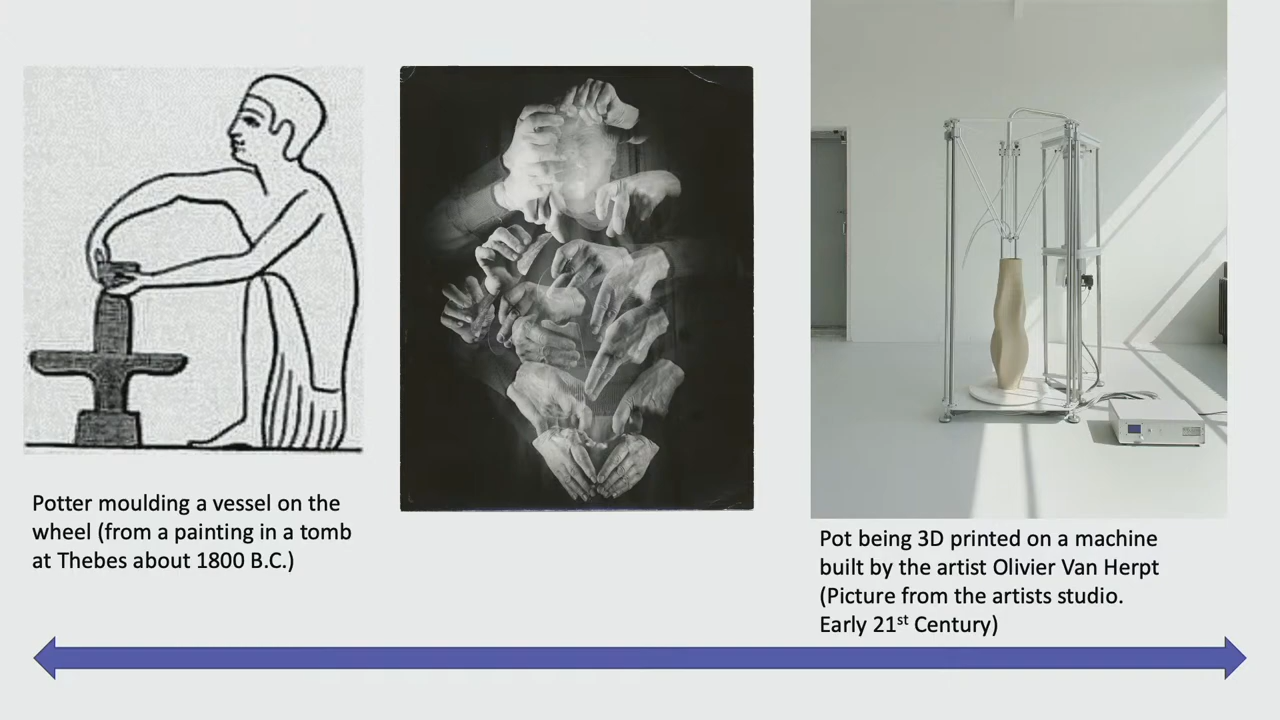 Potter moulding a vessel on the
wheel (from a painting in a tomb
at Thebes about 1800 B.C.)
Pot being 3D printed on a machine
built by the artist Olivier Van Herpt
(Picture from the artists studio.
Early 21st Century)